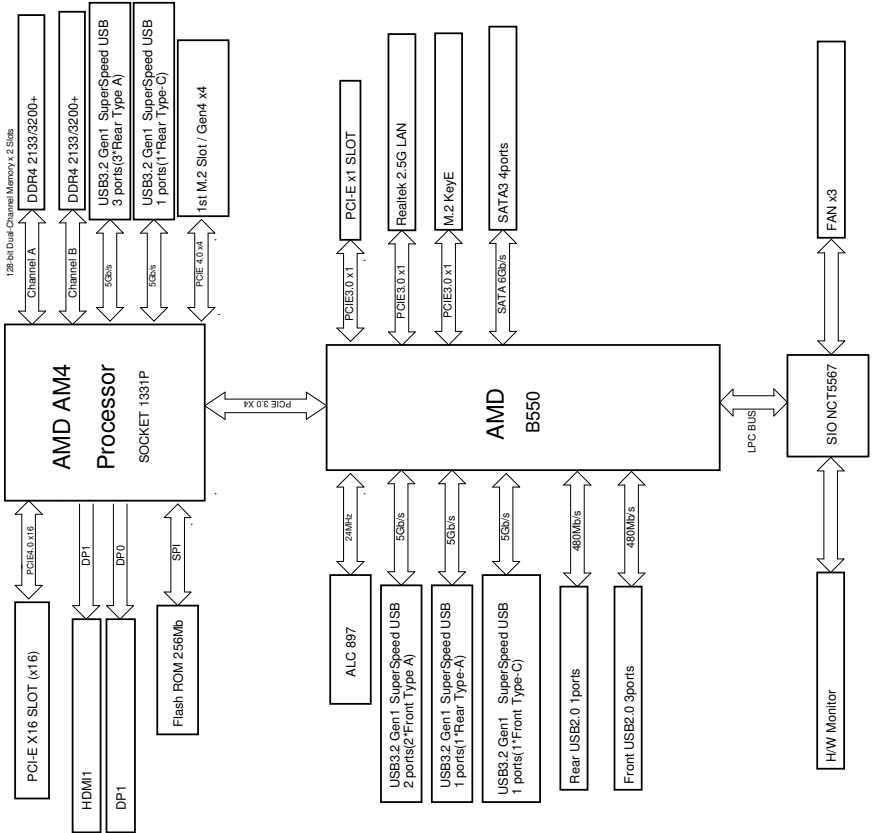 128-bit Dual-Channel Memory x 2 Slots
DDR4 2133/3200+
Channel A
DDR4 2133/3200+
Channel B
USB3.2 Gen1 SuperSpeed USB
3 ports(3*Rear Type A)
5Gb/s
USB3.2 Gen1 SuperSpeed USB
1 ports(1*Rear Type-C)
5Gb/s
1st M.2 Slot / Gen4 x4
PCIE 4.0 x4
AMD AM4
Processor
SOCKET 1331P
PCIE4.0 x16
PCI-E X16 SLOT (x16)
DP1
HDMI1
DP0
DP1
SPI
Flash ROM 256Mb
PCIE 3.0 X4
PCI-E x1 SLOT
PCIE3.0 x1
Realtek 2.5G LAN
PCIE3.0 x1
M.2 KeyE
PCIE3.0 x1
SATA3 4ports
SATA 6Gb/s
AMD
B550
24MHz
ALC 897
5Gb/s
USB3.2 Gen1 SuperSpeed USB
2 ports(2*Front Type A)
5Gb/s
USB3.2 Gen1 SuperSpeed USB
1 ports(1*Rear Type-A)
5Gb/s
USB3.2 Gen1 SuperSpeed USB
1 ports(1*Front Type-C)
480Mb/s
Rear USB2.0 1ports
480Mb/s
Front USB2.0 3ports
LPC BUS
FAN x3
SIO NCT5567
H/W Monitor